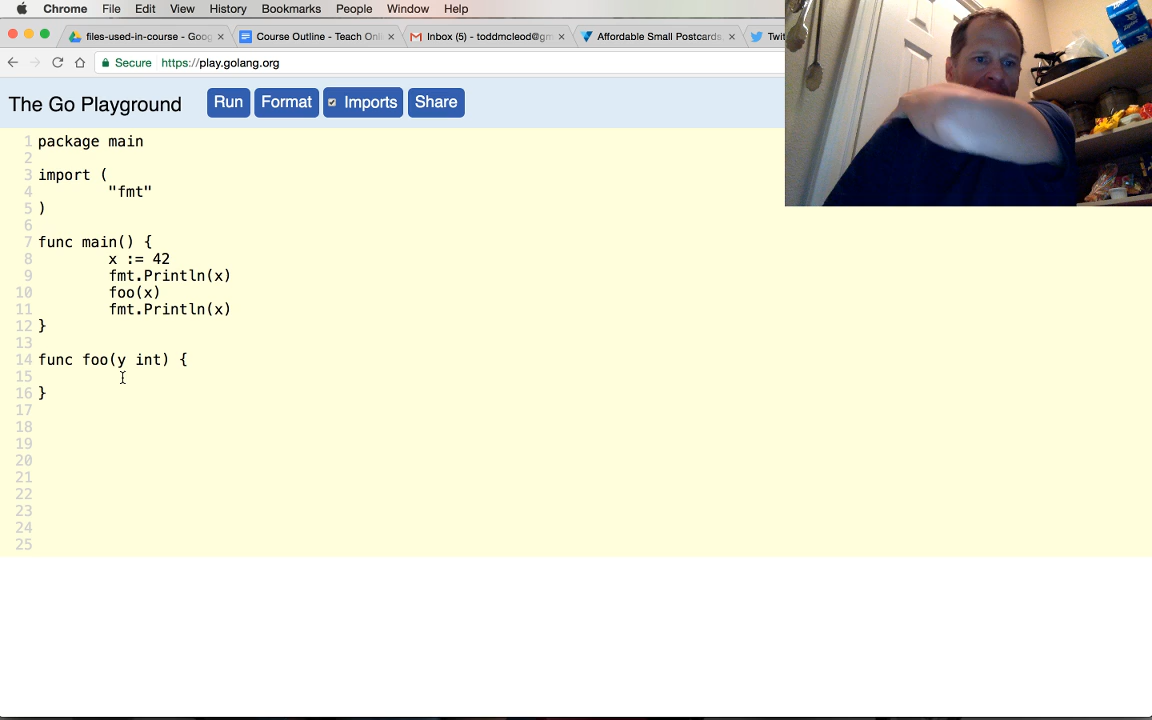 Chrome File Edit View History Bookmarks People Window Help
files-used-in-course - Goog × Course Outline - Teach Onl × Inbox (5) - toddmcleod@gm × Affordable Small Postcards, × Twit
Secure https://play.golang.org
The Go Playground Run Format Imports Share
1 package main
2
3 import (
4 "fmt"
5 )
6
7 func main() {
8 x := 42
9 fmt.Println(x)
10 foo(x)
11 fmt.Println(x)
12 }
13
14 func foo(y int) {
15
16 }
17
18
19
20
21
22
23
24
25